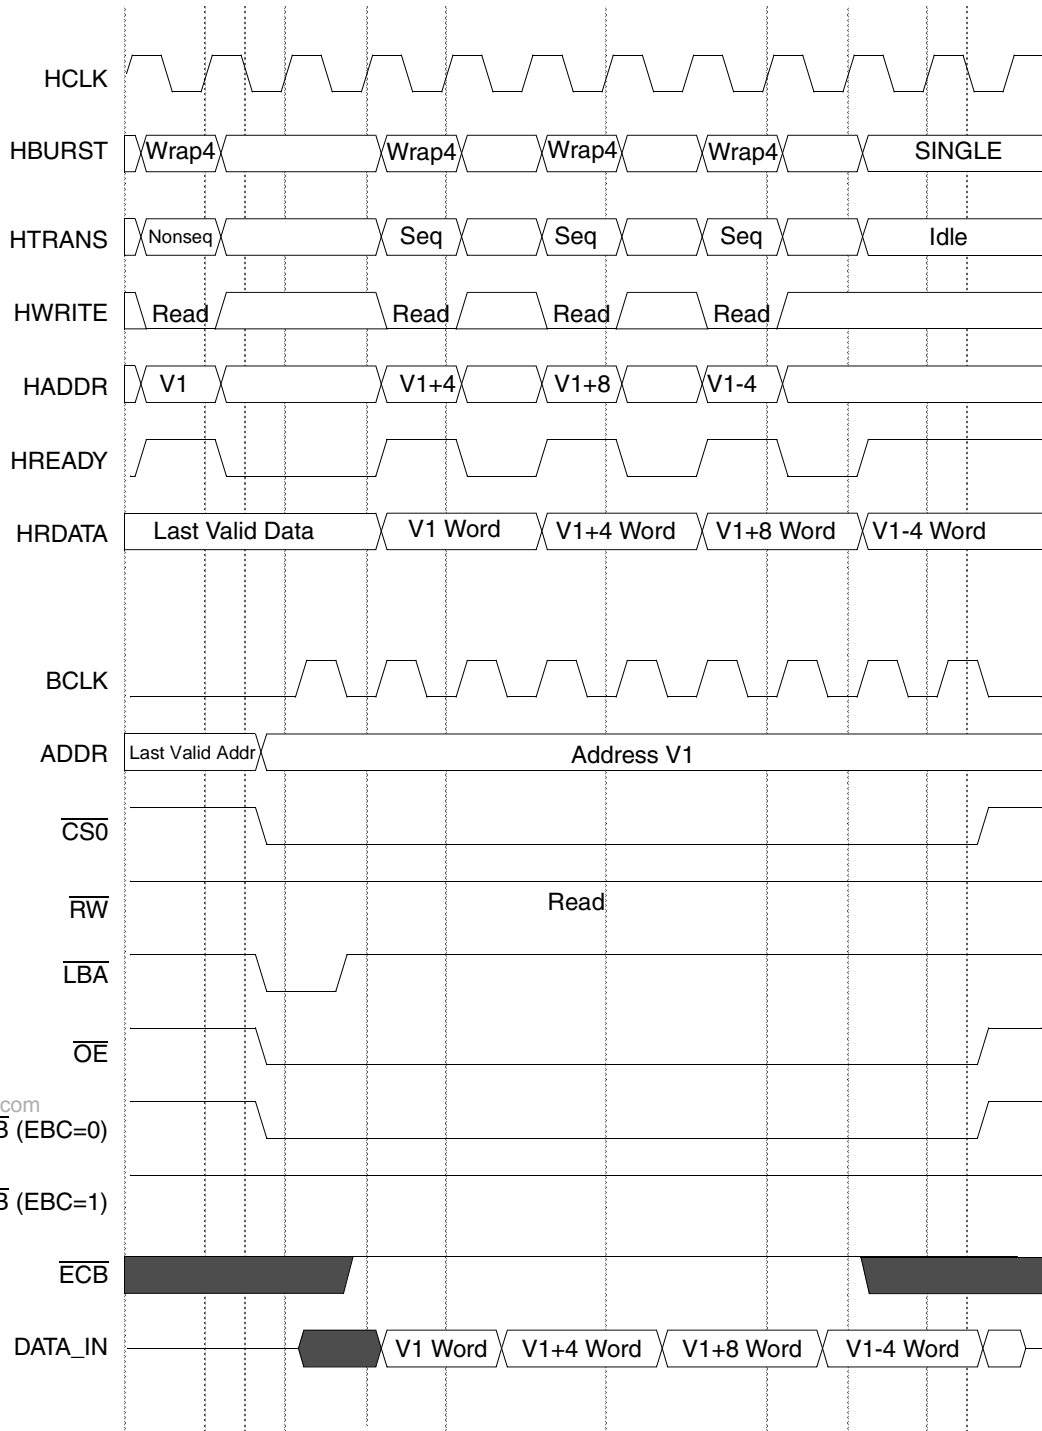 HCLK
HBURST Wrap4 Wrap4 Wrap4 Wrap4 SINGLE
HTRANS Nonseq Seq Seq Seq Idle
HWRITE Read Read Read Read
HADDR V1 V1+4 V1+8 V1-4
HREADY
HRDATA Last Valid Data V1 Word V1+4 Word V1+8 Word V1-4 Word
BCLK
ADDR Last Valid Addr Address V1
CS0
RW Read
LBA
OE
com
B (EBC=0)
B (EBC=1)
ECB
DATA_IN V1 Word V1+4 Word V1+8 Word V1-4 Word